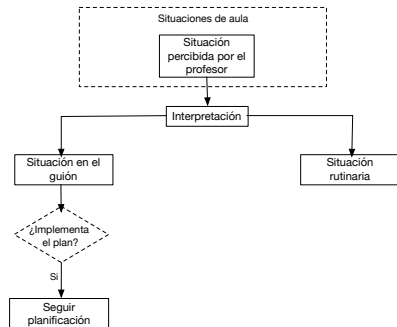 Situaciones de aula
Situación
percibida por el
profesor
Interpretación
Situación en el
guión
Situación
rutinaria
¿Implementa
el plan?
Si
Seguir
planificación